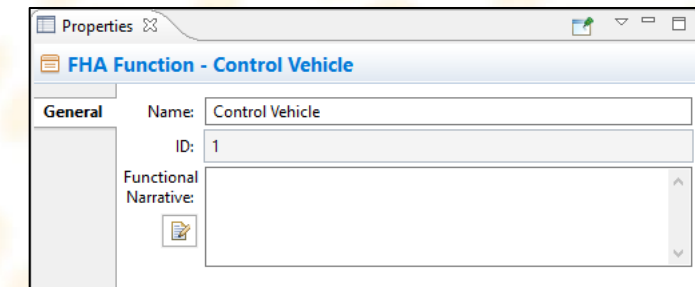 Properties
FHA Function - Control Vehicle
General
Name: Control Vehicle
ID: 1
Functional
Narrative: